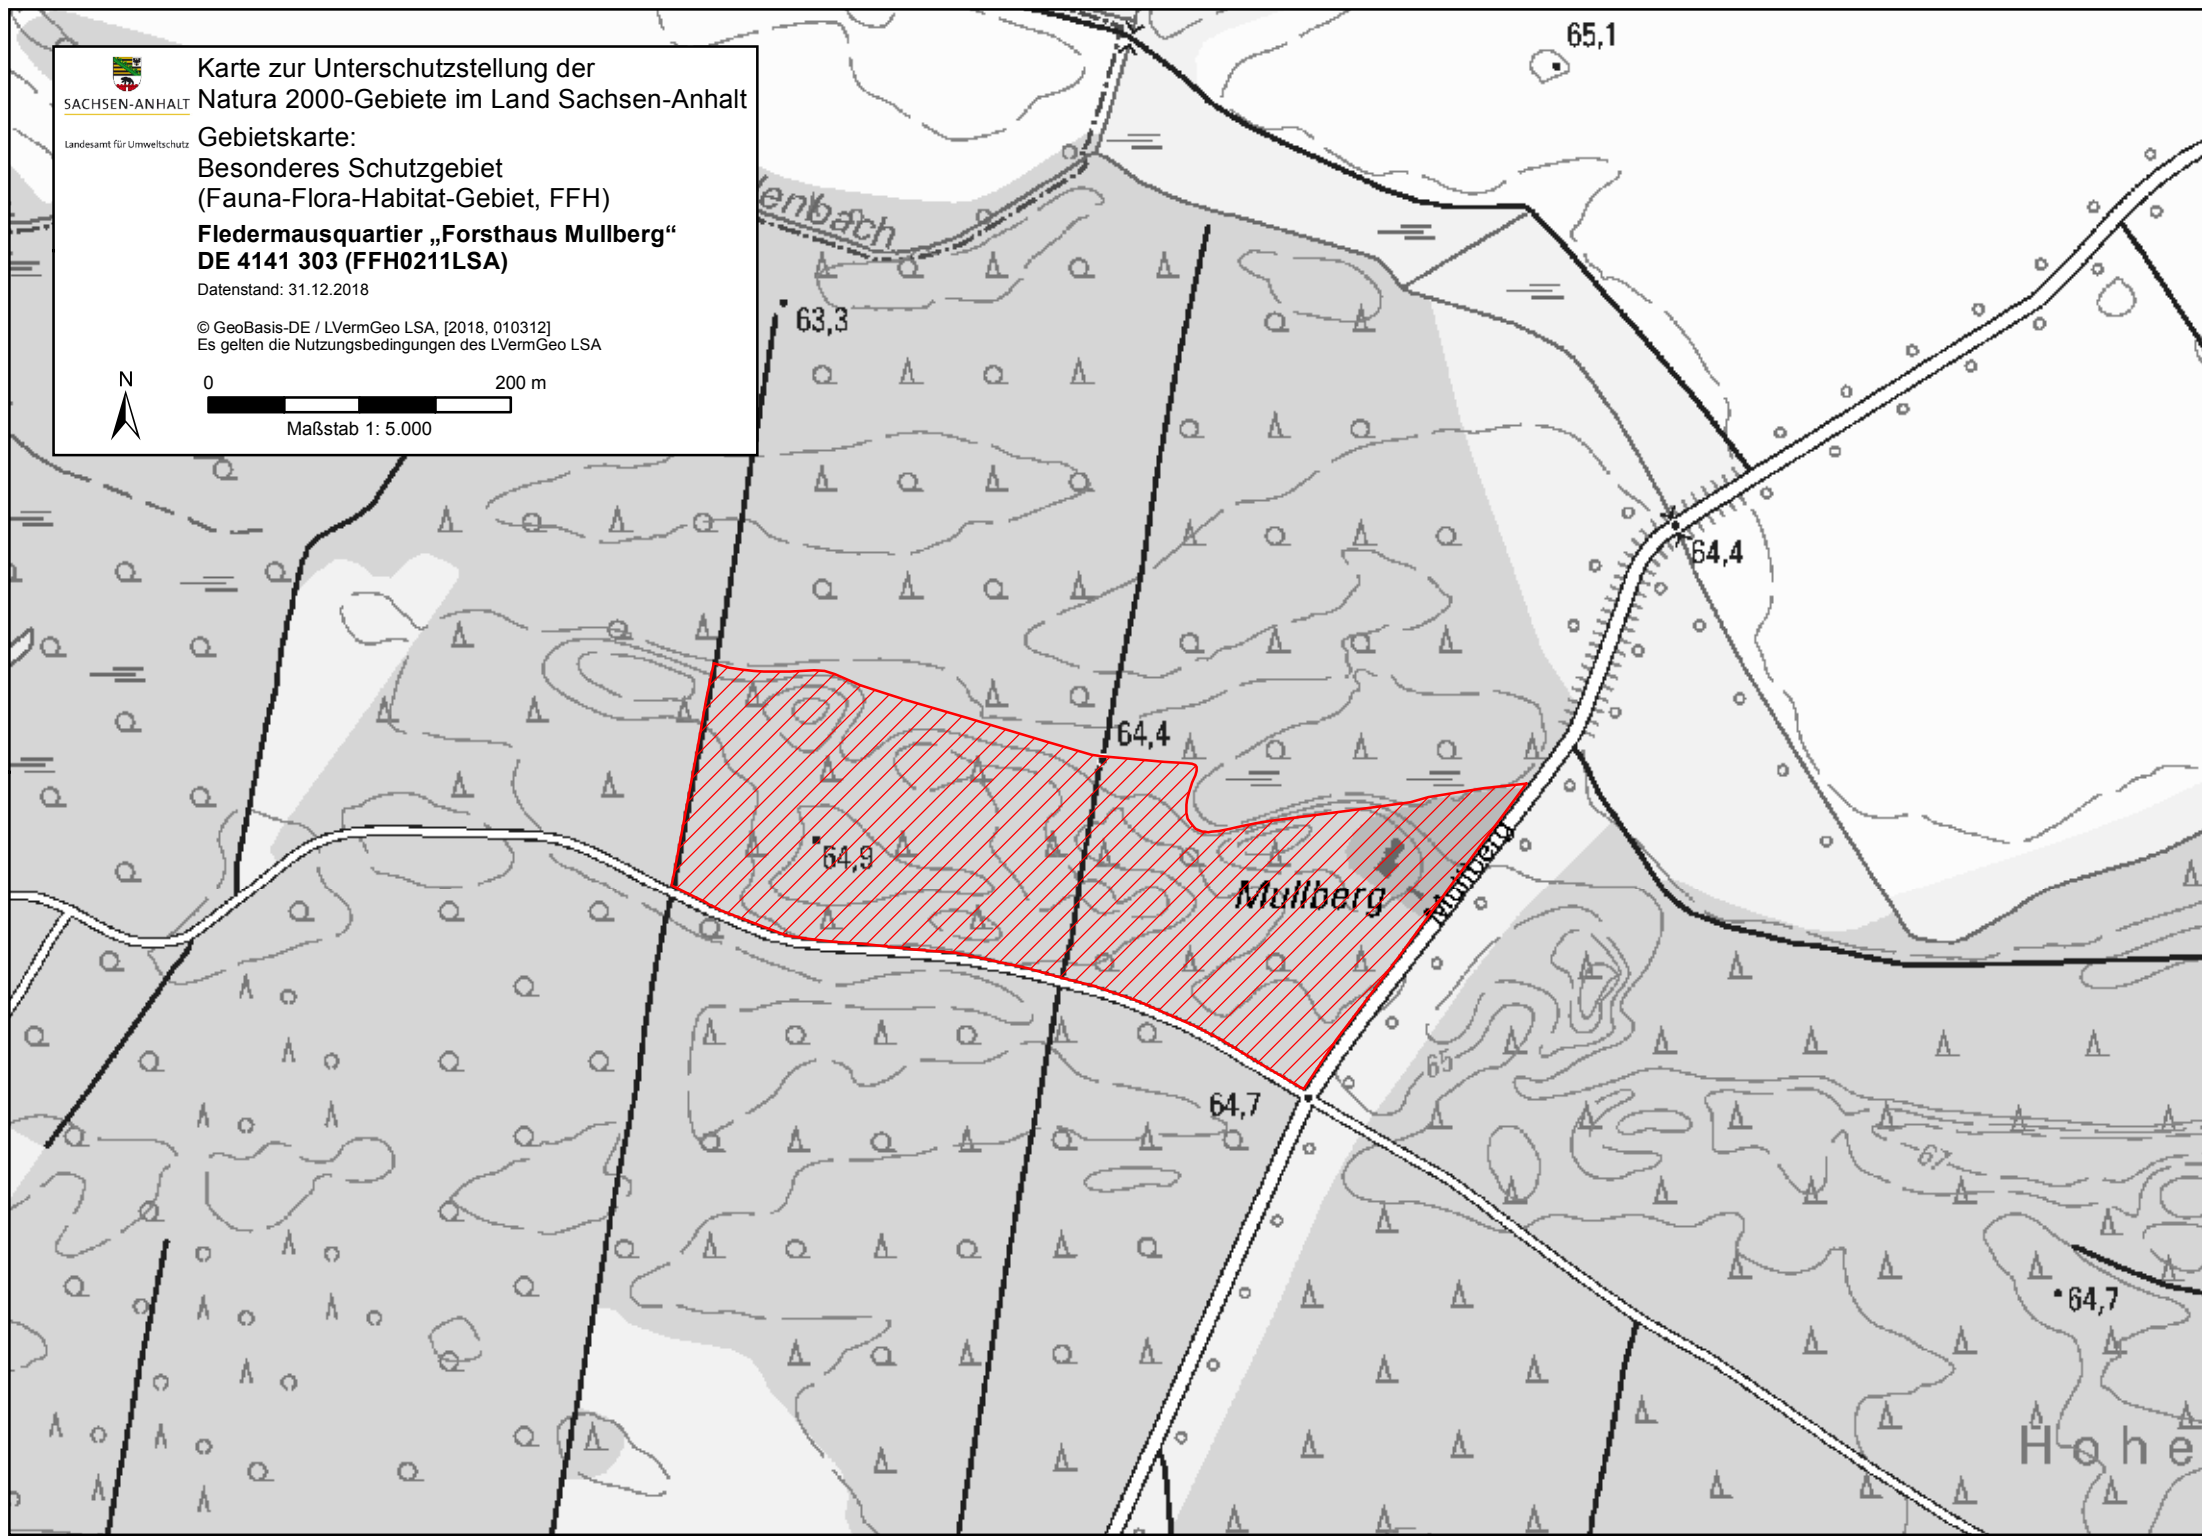 SACHSEN-ANHALT
Landesamt für Umweltschutz
Karte zur Unterschutzstellung der
Natura 2000-Gebiete im Land Sachsen-Anhalt
Gebietskarte:
Besonderes Schutzgebiet
(Fauna-Flora-Habitat-Gebiet, FFH)
Fledermausquartier „Forsthaus Mullberg“
DE 4141 303 (FFH0211LSA)
Datenstand: 31.12.2018
© GeoBasis-DE / LVermGeo LSA, [2018, 010312]
Es gelten die Nutzungsbedingungen des LVermGeo LSA
N
0 200 m
Maßstab 1: 5.000
65,1
enbach
63,3
64,4
64,4
64,9
Mullberg
Mullberg
65
64,7
67
64,7
Hohe